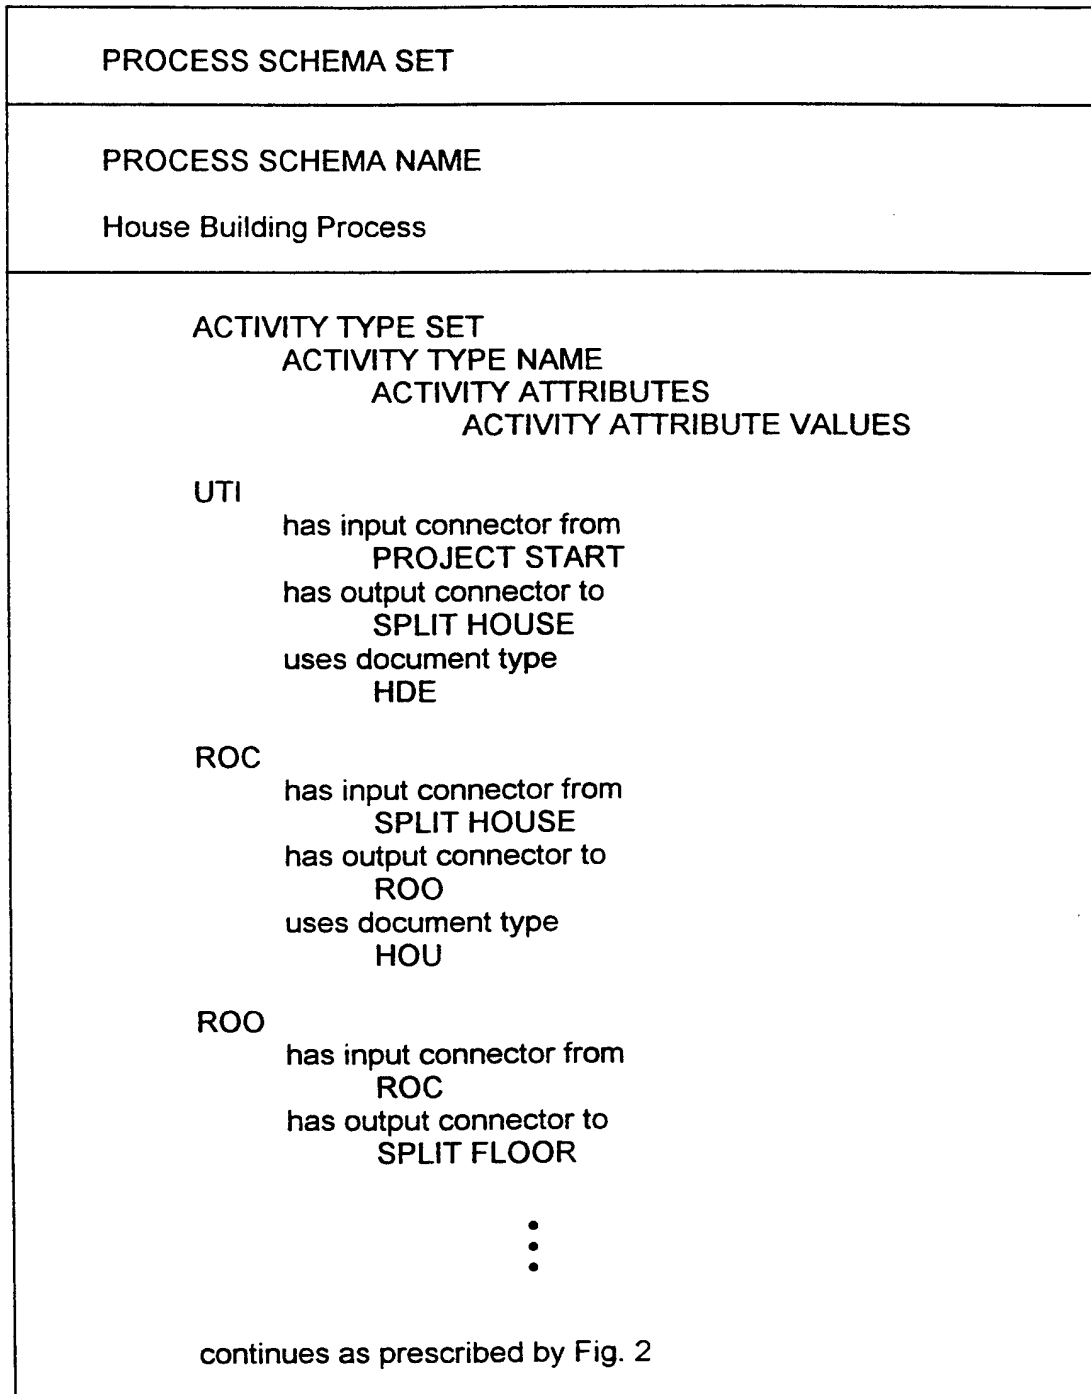 PROCESS SCHEMA SET
PROCESS SCHEMA NAME
House Building Process
ACTIVITY TYPE SET
ACTIVITY TYPE NAME
ACTIVITY ATTRIBUTES
ACTIVITY ATTRIBUTE VALUES
UTI
has input connector from
PROJECT START
has output connector to
SPLIT HOUSE
uses document type
HDE
ROC
has input connector from
SPLIT HOUSE
has output connector to
ROO
uses document type
HOU
ROO
has input connector from
ROC
has output connector to
SPLIT FLOOR
continues as prescribed by Fig. 2